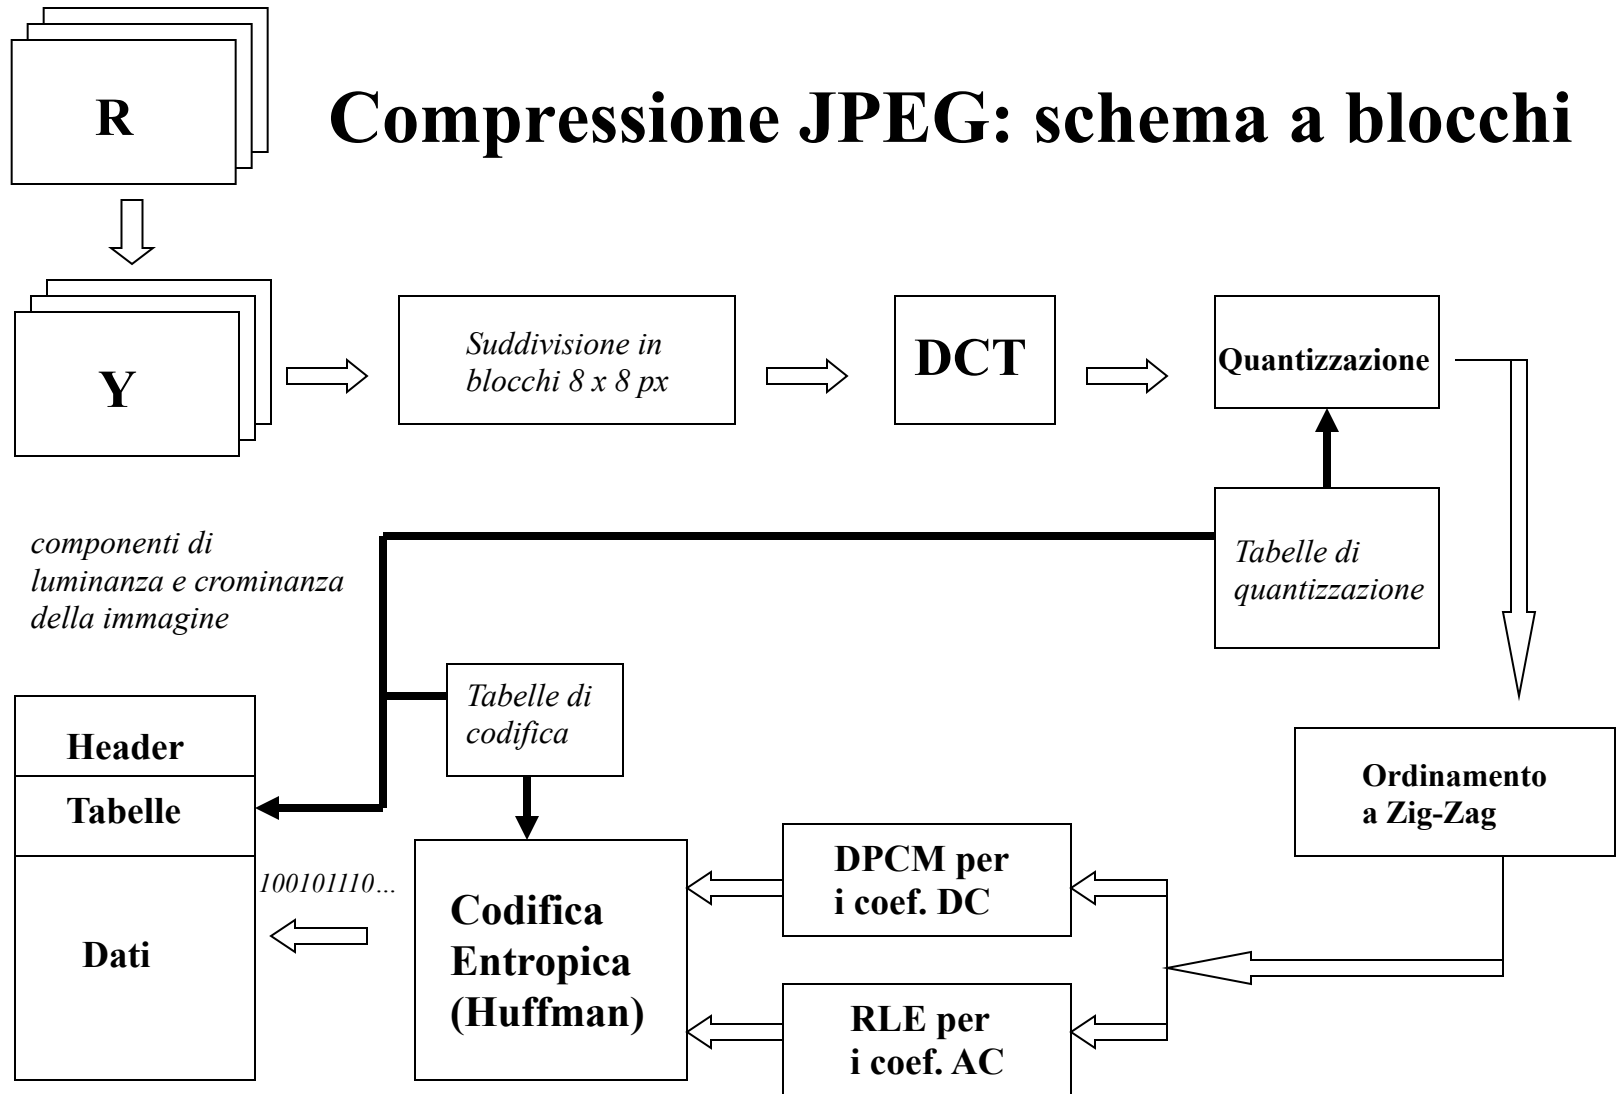 R
Compressione JPEG: schema a blocchi
Y
Suddivisione in
blocchi 8 x 8 px
DCT
Quantizzazione
componenti di
luminanza e crominanza
della immagine
Tabelle di
quantizzazione
Tabelle di
codifica
Header
Tabelle
Dati
100101110...
Codifica
Entropica
(Huffman)
DPCM per
i coef. DC
RLE per
i coef. AC
Ordinamento
a Zig-Zag